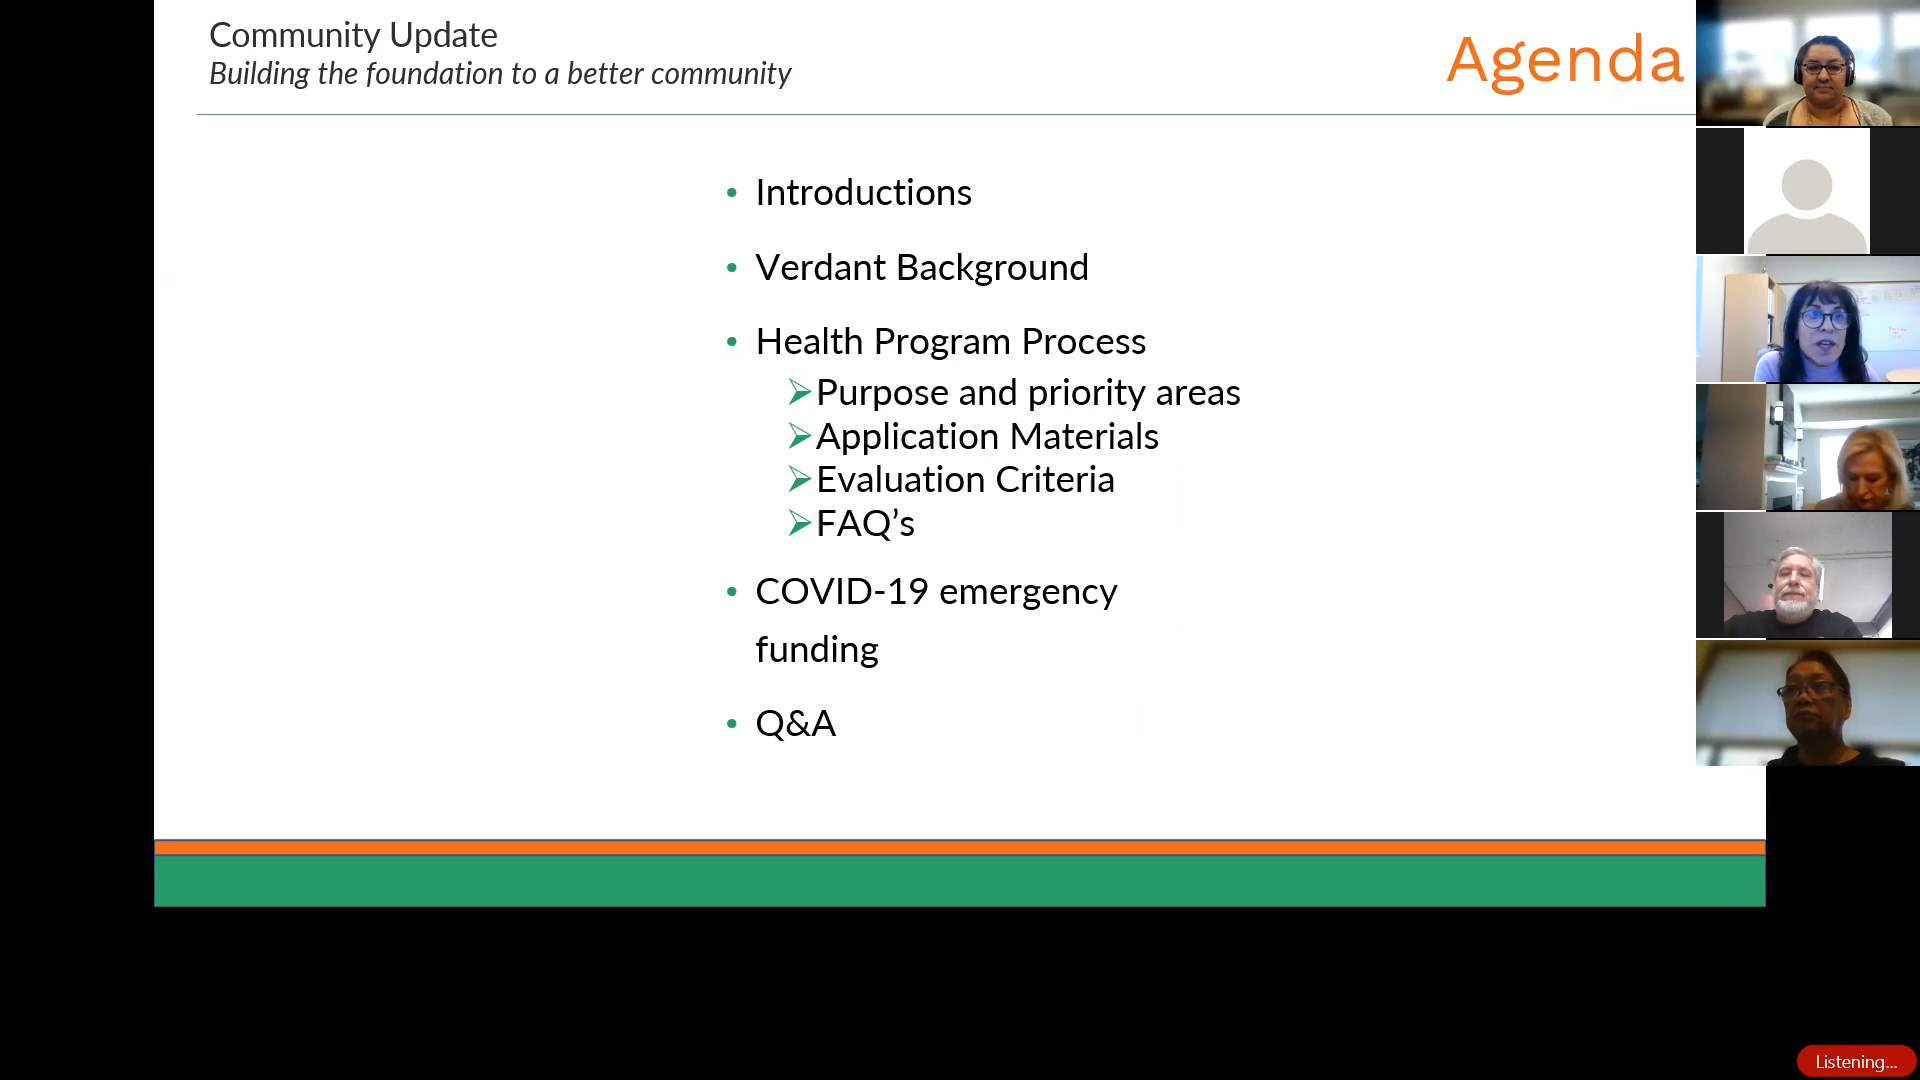 Community Update
Building the foundation to a better community
Agenda
• Introductions
• Verdant Background
• Health Program Process
➢Purpose and priority areas
➢Application Materials
➢Evaluation Criteria
➢FAQ’s
• COVID-19 emergency
funding
• Q&A
Listening...